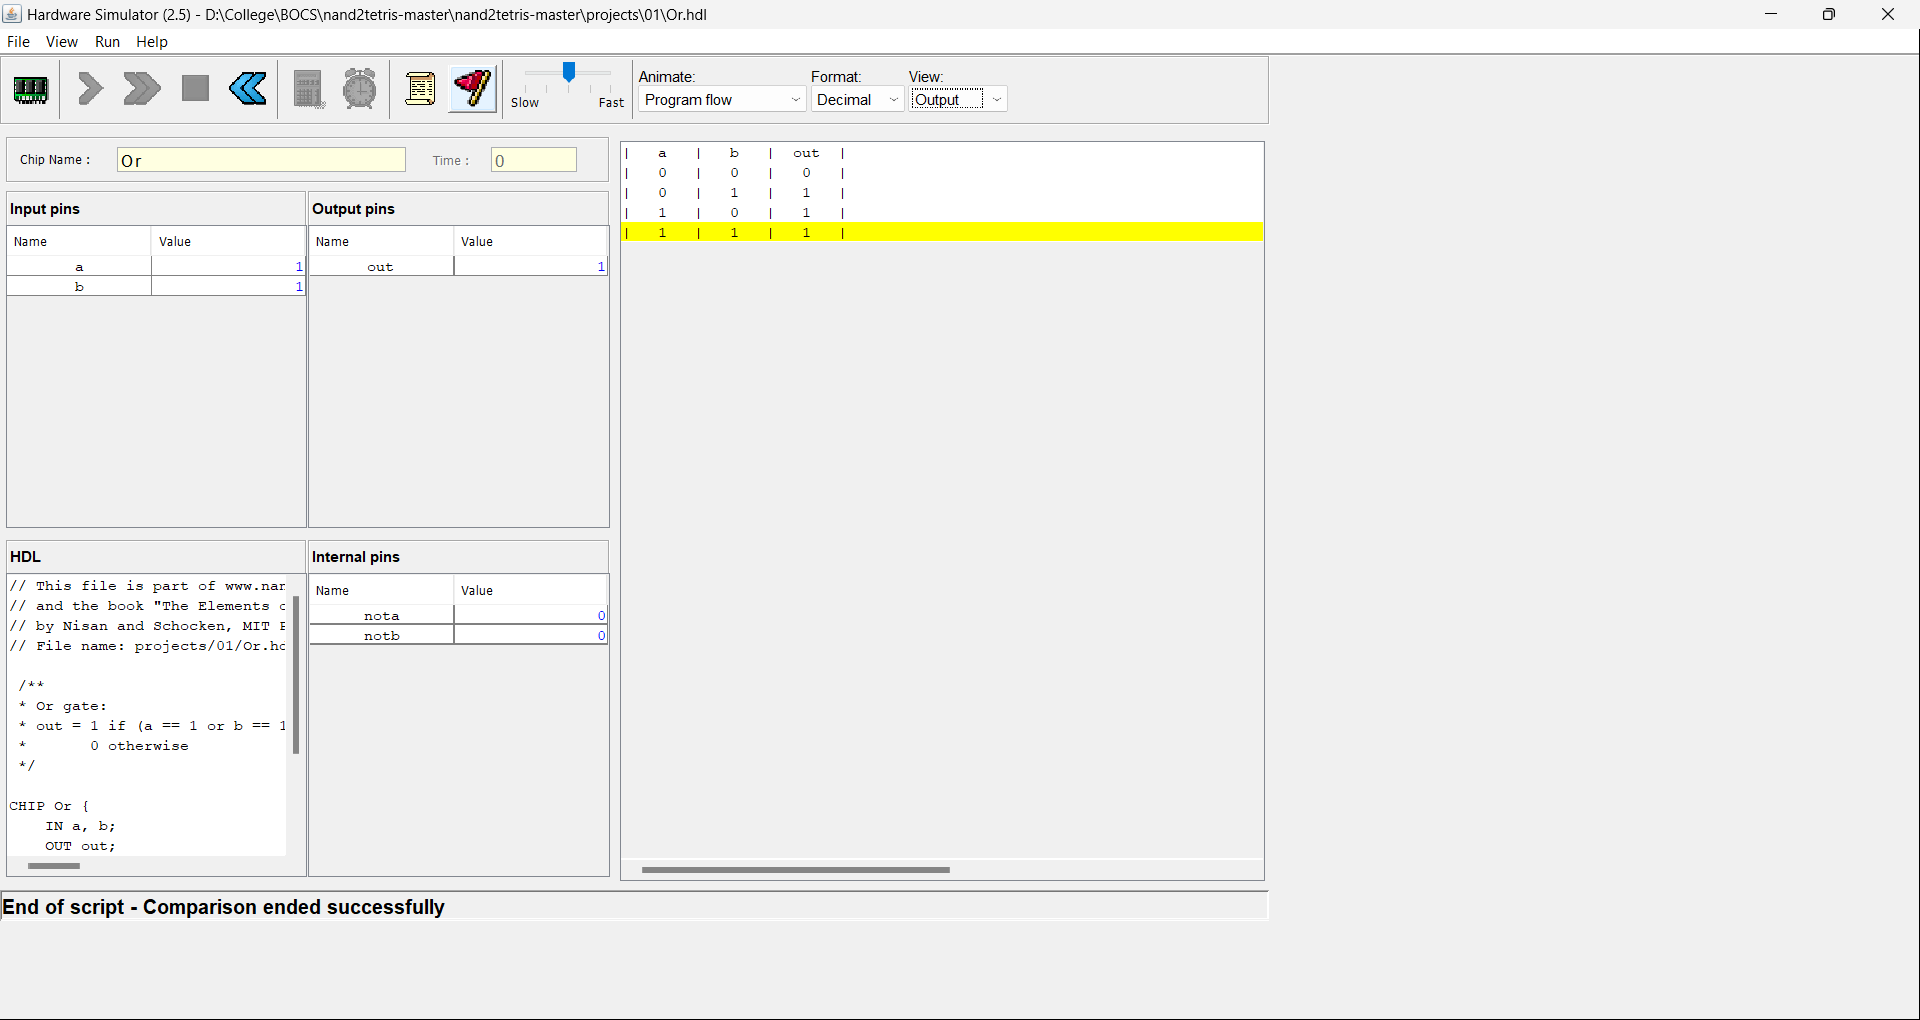 Hardware Simulator (2.5) - D:\College\BOCS\nand2tetris-master\nand2tetris-master\projects\01\Or.hdl
File View Run Help
Slow Fast
Animate: Format: View:
Program flow Decimal Output
Chip Name : Or Time : 0
Input pins
Name Value
a 1
b 1
Output pins
Name Value
out 1
HDL
// This file is part of www.nan
// and the book "The Elements o
// by Nisan and Schocken, MIT P
// File name: projects/01/Or.hd
/**
* Or gate:
* out = 1 if (a == 1 or b == 1
* 0 otherwise
*/
CHIP Or {
IN a, b;
OUT out;
Internal pins
Name Value
nota 0
notb 0
| a | b | out |
| 0 | 0 | 0 |
| 0 | 1 | 1 |
| 1 | 0 | 1 |
| 1 | 1 | 1 |
End of script - Comparison ended successfully